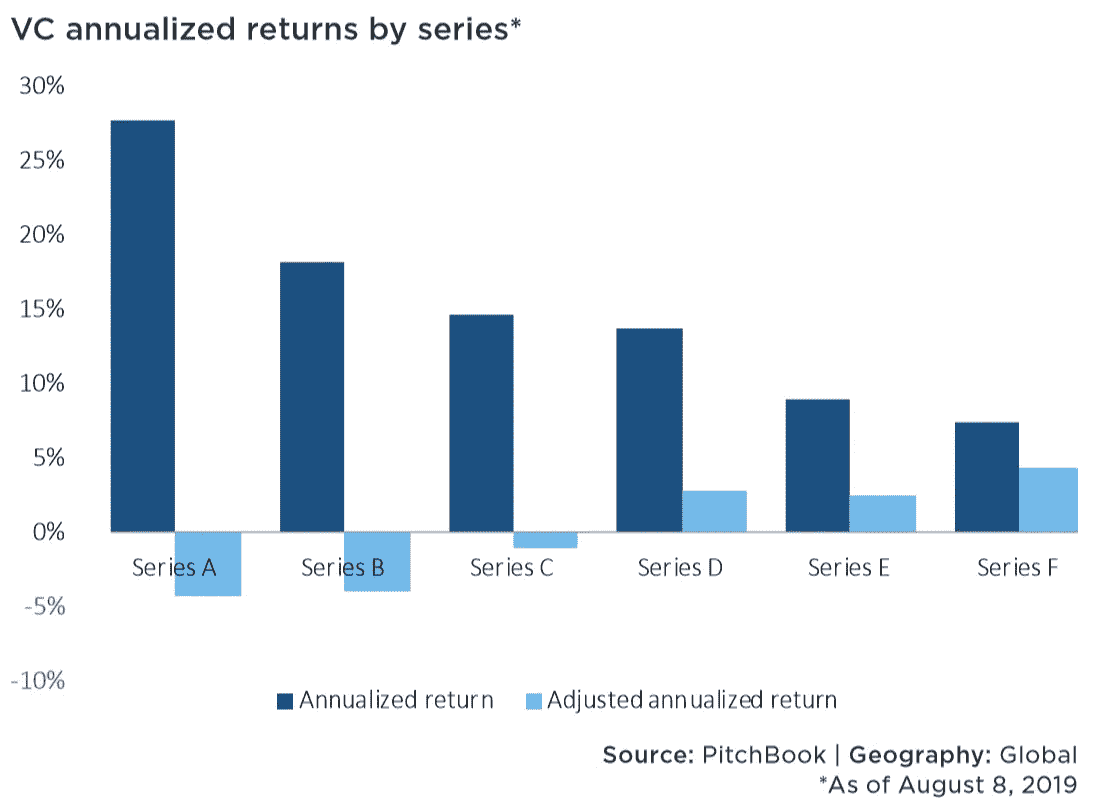 VC annualized returns by series*
30%
25%
20%
15%
10%
5%
0%
-5%
-10%
Series A
Series B
Series C
Series D
Series E
Series F
Annualized return
Adjusted annualized return
Source: PitchBook | Geography: Global
*As of August 8, 2019